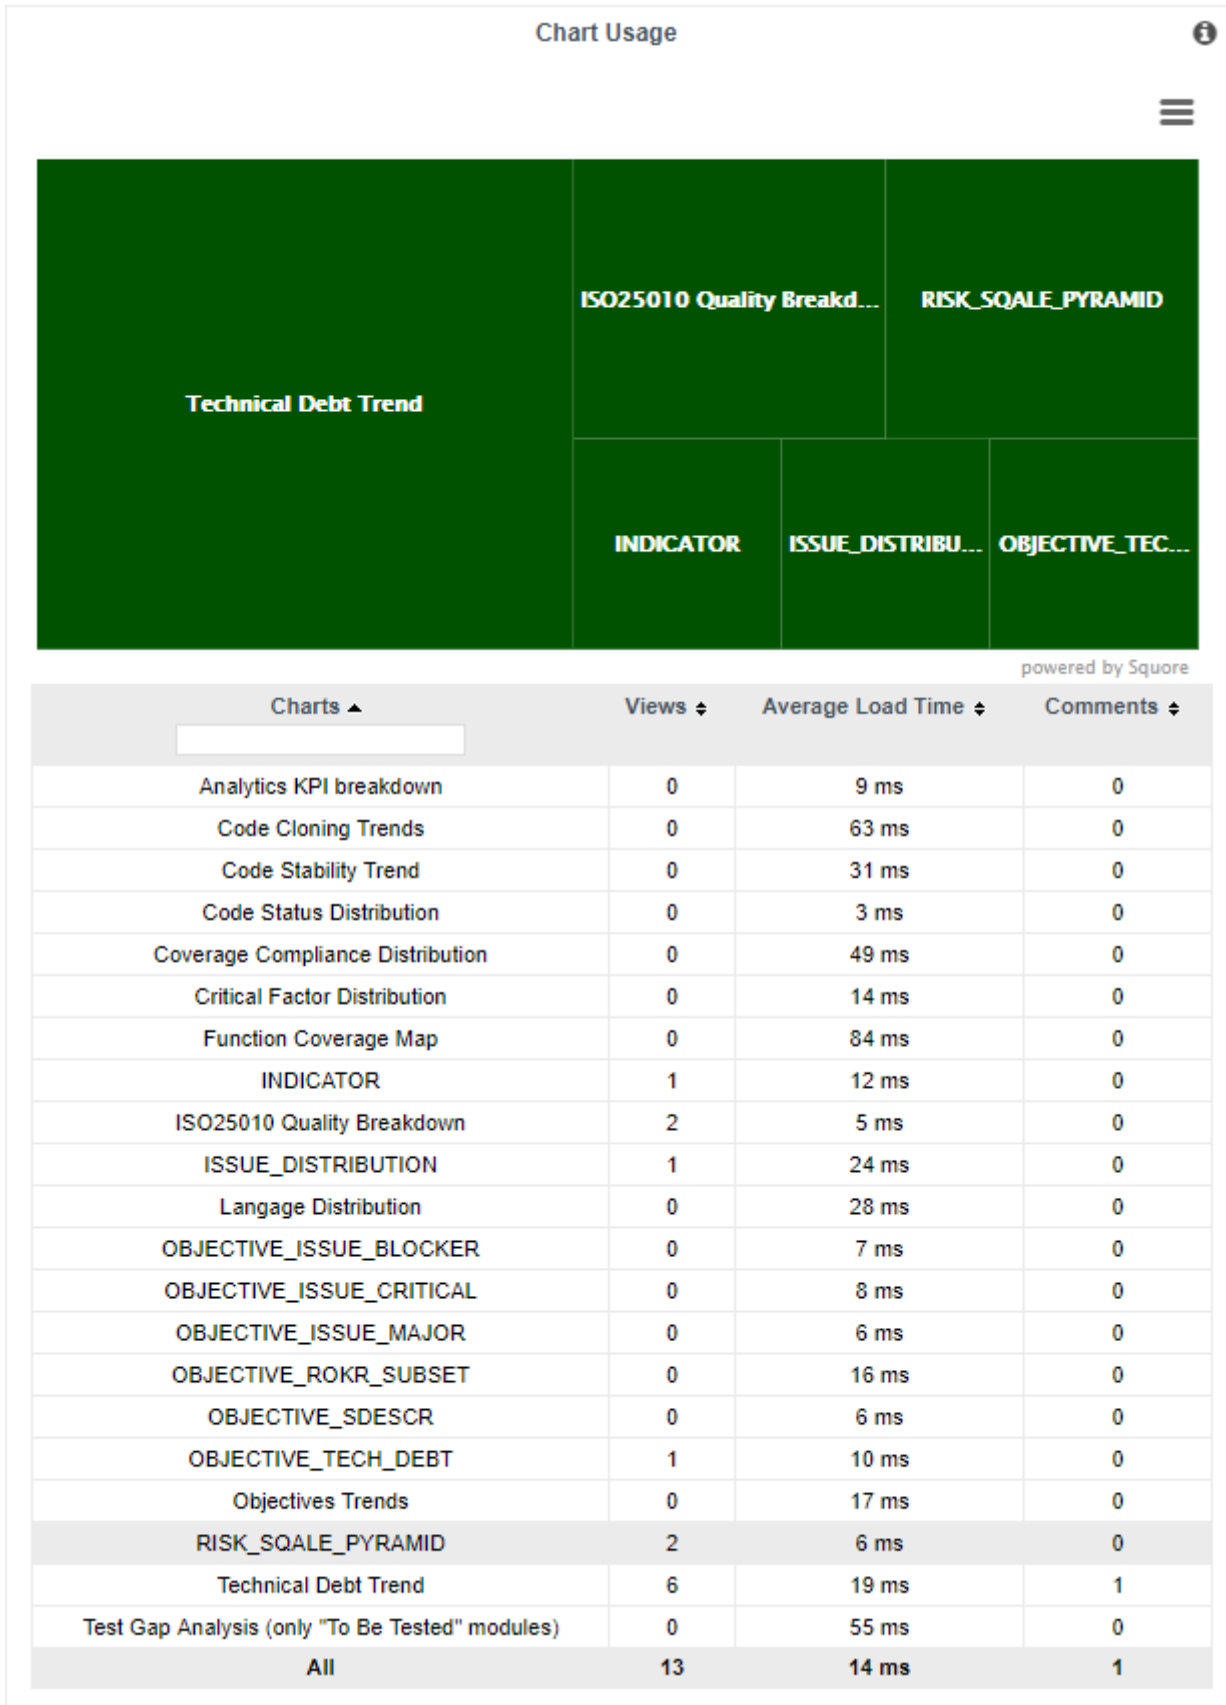 Chart Usage
ISO25010 Quality Breakd... RISK_SQALE_PYRAMID
Technical Debt Trend
INDICATOR ISSUE_DISTRIBU... OBJECTIVE_TEC...
powered by Squore
Charts Views Average Load Time Comments
Analytics KPI breakdown 0 9 ms 0
Code Cloning Trends 0 63 ms 0
Code Stability Trend 0 31 ms 0
Code Status Distribution 0 3 ms 0
Coverage Compliance Distribution 0 49 ms 0
Critical Factor Distribution 0 14 ms 0
Function Coverage Map 0 84 ms 0
INDICATOR 1 12 ms 0
ISO25010 Quality Breakdown 2 5 ms 0
ISSUE_DISTRIBUTION 1 24 ms 0
Langage Distribution 0 28 ms 0
OBJECTIVE_ISSUE_BLOCKER 0 7 ms 0
OBJECTIVE_ISSUE_CRITICAL 0 8 ms 0
OBJECTIVE_ISSUE_MAJOR 0 6 ms 0
OBJECTIVE_ROKR_SUBSET 0 16 ms 0
OBJECTIVE_SDESCR 0 6 ms 0
OBJECTIVE_TECH_DEBT 1 10 ms 0
Objectives Trends 0 17 ms 0
RISK_SQALE_PYRAMID 2 6 ms 0
Technical Debt Trend 6 19 ms 1
Test Gap Analysis (only "To Be Tested" modules) 0 55 ms 0
All 13 14 ms 1